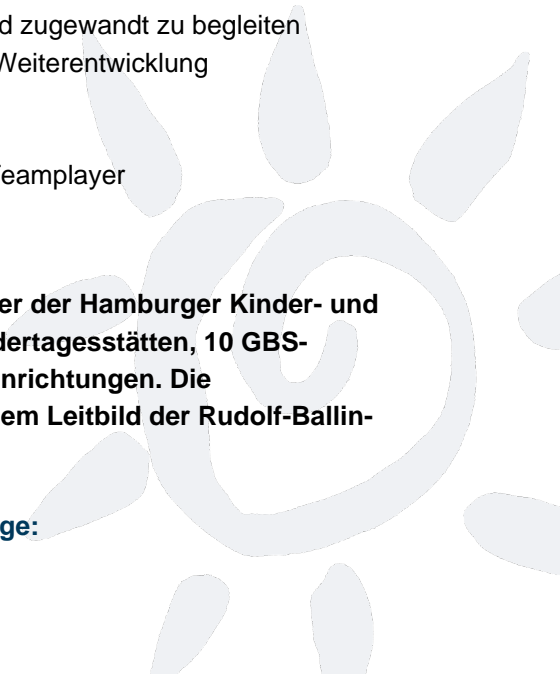 d zugewandt zu begleiten
Weiterentwicklung
Teamplayer
er der Hamburger Kinder- und
dertagesstätten, 10 GBS-
inrichtungen. Die
em Leitbild der Rudolf-Ballin-
ge: